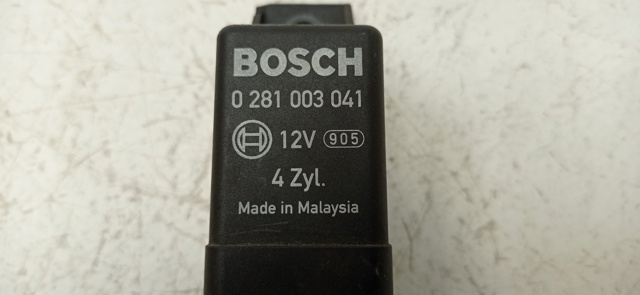 BOSCH
0 281 003 041
12V 905
4 Zyl.
Made in Malaysia